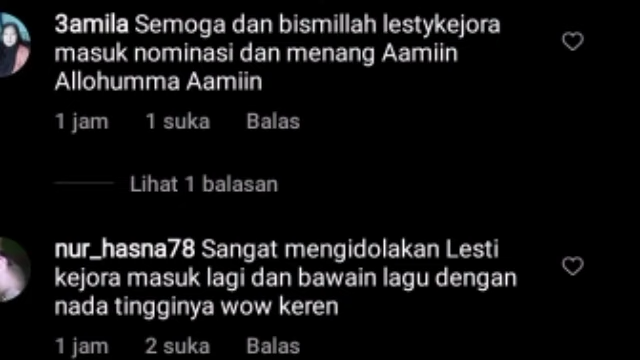 3amila Semoga dan bismillah lestykejora
masuk nominasi dan menang Aamiin
Allohumma Aamiin
1 jam 1 suka Balas
Lihat 1 balasan
nur_hasna78 Sangat mengidolakan Lesti
kejora masuk lagi dan bawain lagu dengan
nada tingginya wow keren
1 jam 2 suka Balas